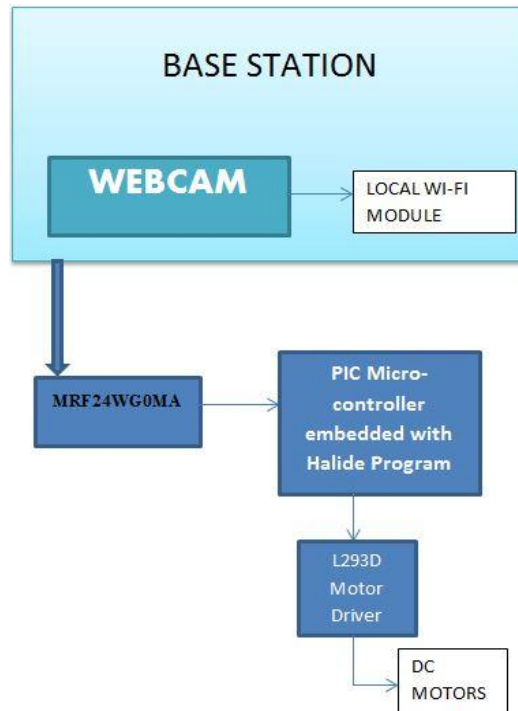 BASE STATION
WEBCAM
LOCAL WI-FI
MODULE
MRF24WG0MA
PIC Micro-
controller
embedded with
Halide Program
L293D
Motor
Driver
DC
MOTORS